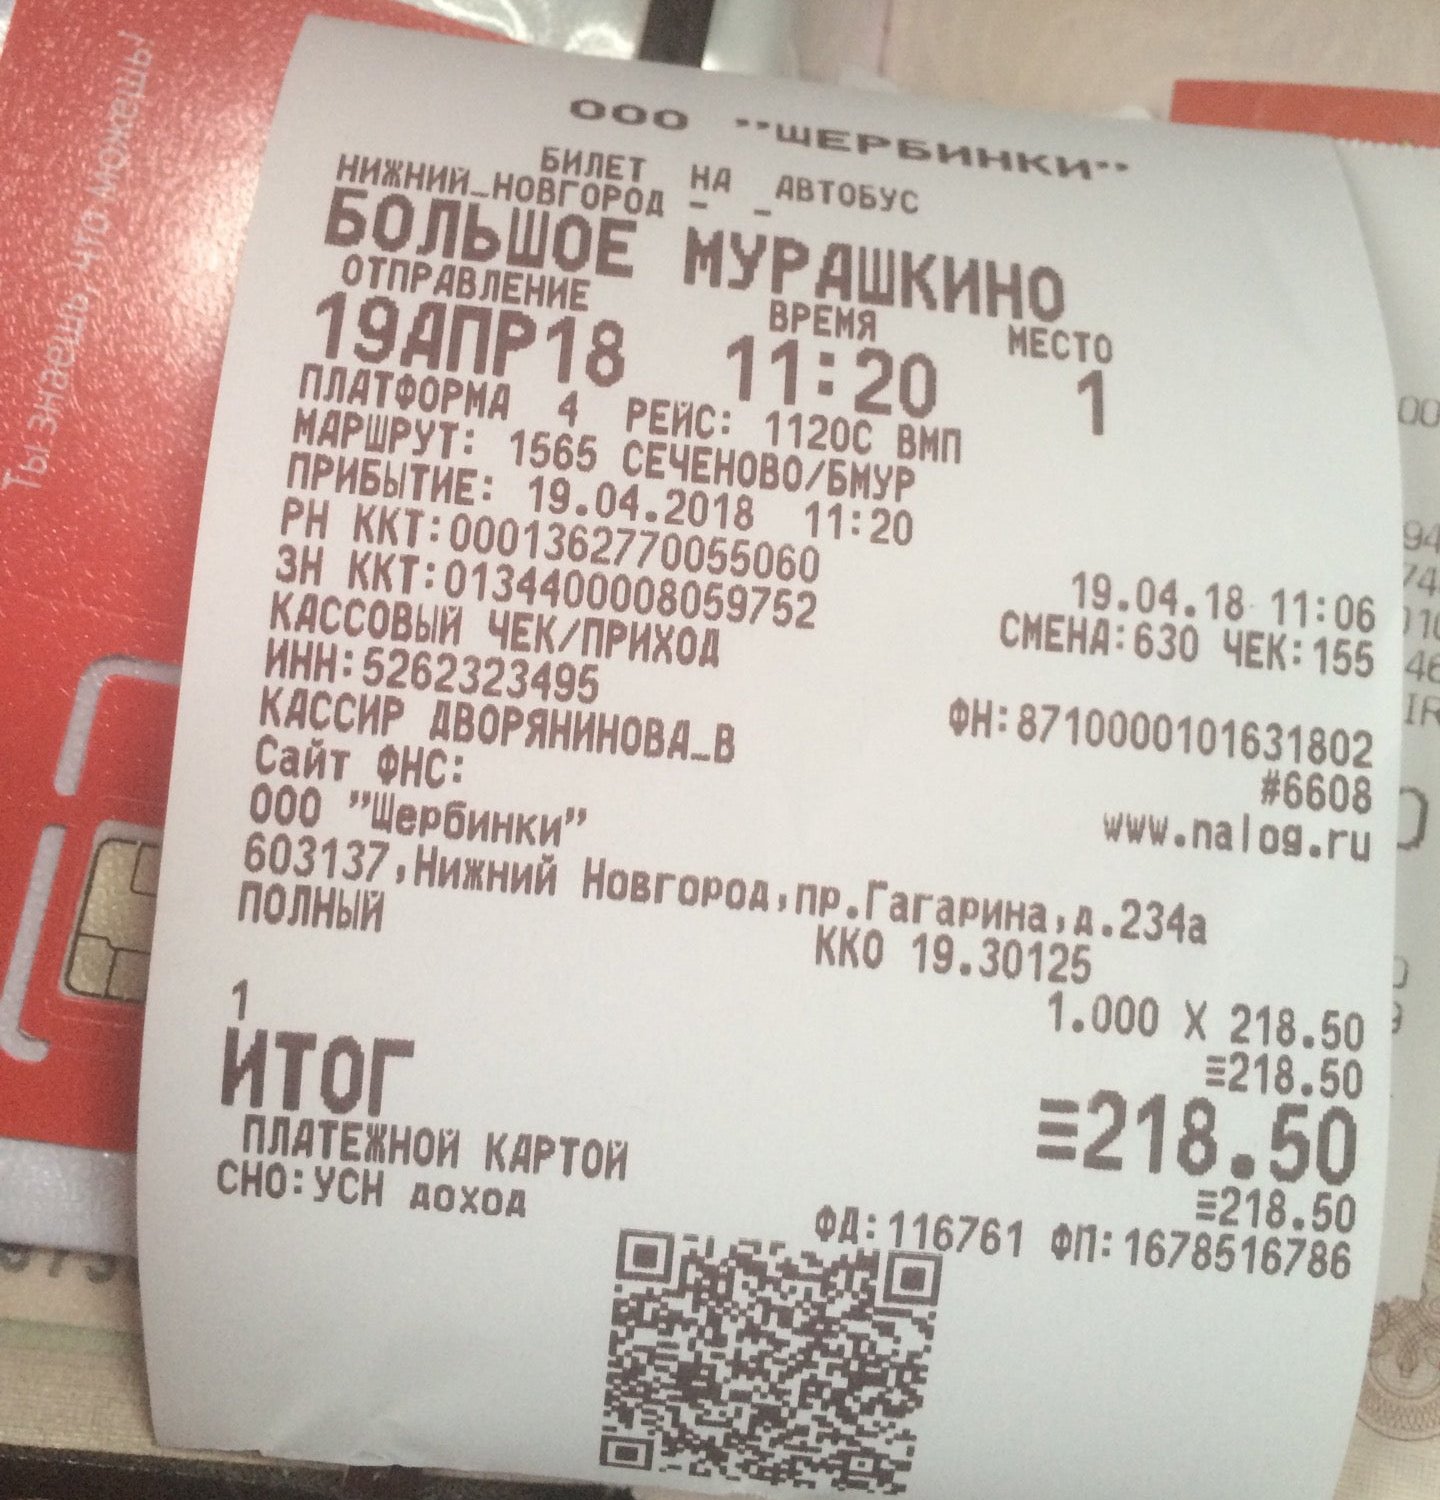 ООО "ЩЕРБИНКИ"
БИЛЕТ НА _АВТОБУС
НИЖНИЙ_НОВГОРОД –
БОЛЬШОЕ МУРАШКИНО
ОТПРАВЛЕНИЕ ВРЕМЯ МЕСТО
19АПР18 11:20 1
ПЛАТФОРМА 4 РЕЙС: 1120С ВМП
МАРШРУТ: 1565 СЕЧЕНОВО/БМУР
ПРИБЫТИЕ: 19.04.2018 11:20
РН ККТ:0001362770055060
ЗН ККТ:0134400008059752 19.04.18 11:06
КАССОВЫЙ ЧЕК/ПРИХОД СМЕНА:630 ЧЕК:155
ИНН:5262323495
КАССИР ДВОРЯНИНОВА_В ФН:8710000101631802
#6608
Сайт ФНС: www.nalog.ru
ООО "Щербинки"
603137,Нижний Новгород,пр.Гагарина,д.234а
ПОЛНЫЙ ККО 19.30125
1.000 X 218.50
1 ≡218.50
ИТОГ ≡218.50
ПЛАТЕЖНОЙ КАРТОЙ ≡218.50
СНО:УСН доход ФД:116761 ФП:1678516786
Ты знаешь, что можешь!